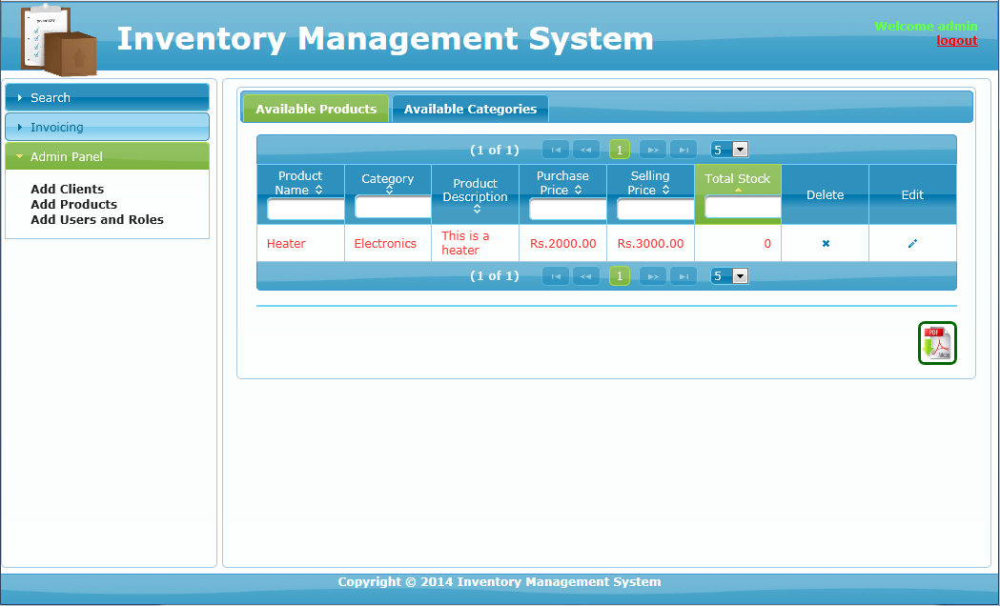 Inventory Management System
Welcome admin
logout
Search
Invoicing
Admin Panel
Add Clients
Add Products
Add Users and Roles
Available Products
Available Categories
(1 of 1)
1
5
Product
Name
Category
Product
Description
Purchase
Price
Selling
Price
Total Stock
Delete
Edit
Heater
Electronics
This is a
heater
Rs.2000.00
Rs.3000.00
0
(1 of 1)
1
5
PDF
Adobe
Copyright © 2014 Inventory Management System